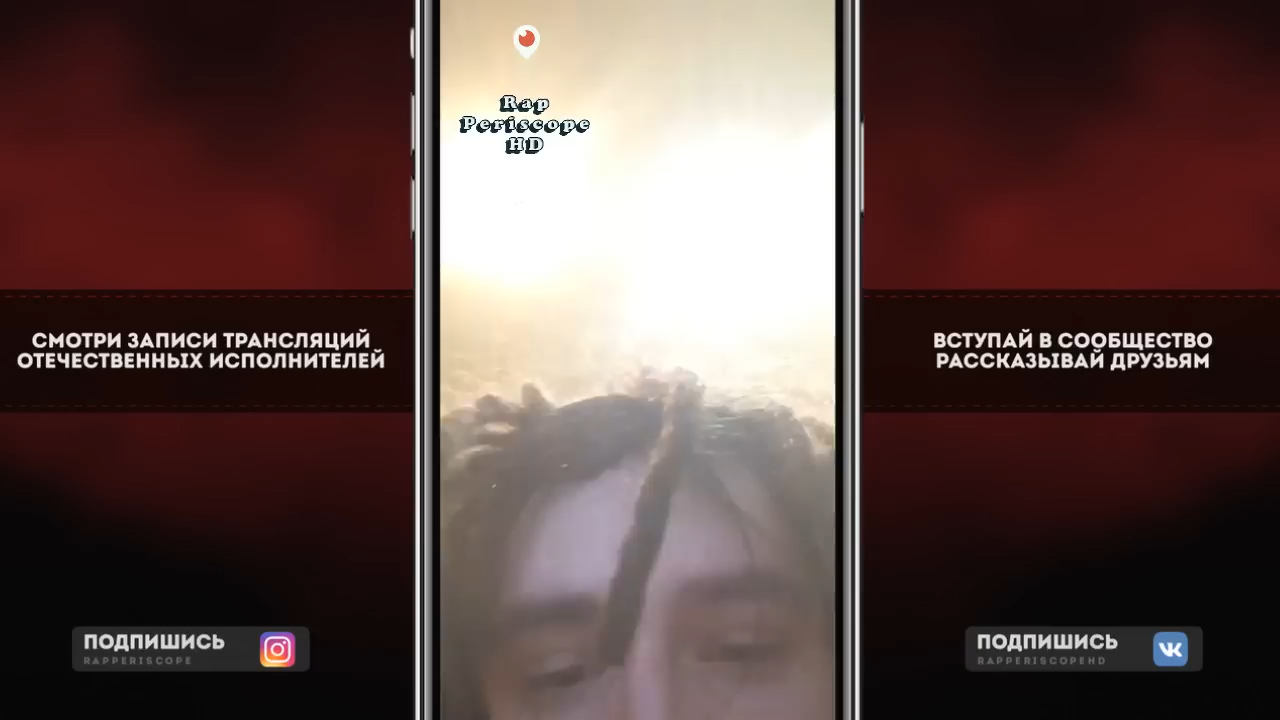 Rap
Periscope
HD
СМОТРИ ЗАПИСИ ТРАНСЛЯЦИЙ
ОТЕЧЕСТВЕННЫХ ИСПОЛНИТЕЛЕЙ
ВСТУПАЙ В СООБЩЕСТВО
РАССКАЗЫВАЙ ДРУЗЬЯМ
ПОДПИШИСЬ
RAPPERISCOPE
ПОДПИШИСЬ
RAPPERISCOPEHD